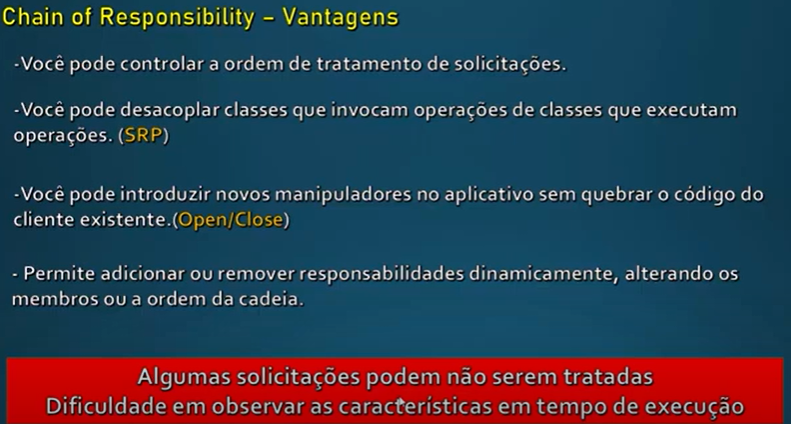 Chain of Responsibility – Vantagens
-Você pode controlar a ordem de tratamento de solicitações.
-Você pode desacoplar classes que invocam operações de classes que executam
operações. (SRP)
-Você pode introduzir novos manipuladores no aplicativo sem quebrar o código do
cliente existente.(Open/Close)
- Permite adicionar ou remover responsabilidades dinamicamente, alterando os
membros ou a ordem da cadeia.
Algumas solicitações podem não serem tratadas
Dificuldade em observar as características em tempo de execução